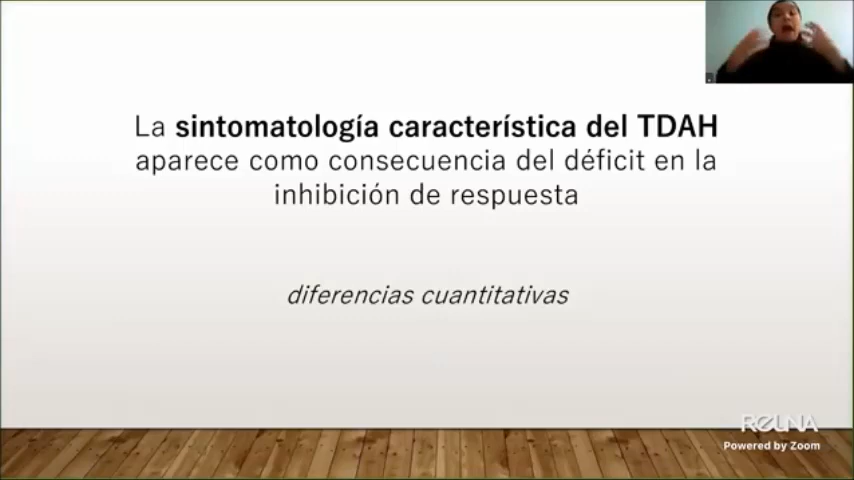 La sintomatología característica del TDAH
aparece como consecuencia del déficit en la
inhibición de respuesta
diferencias cuantitativas
RELNA
Powered by Zoom